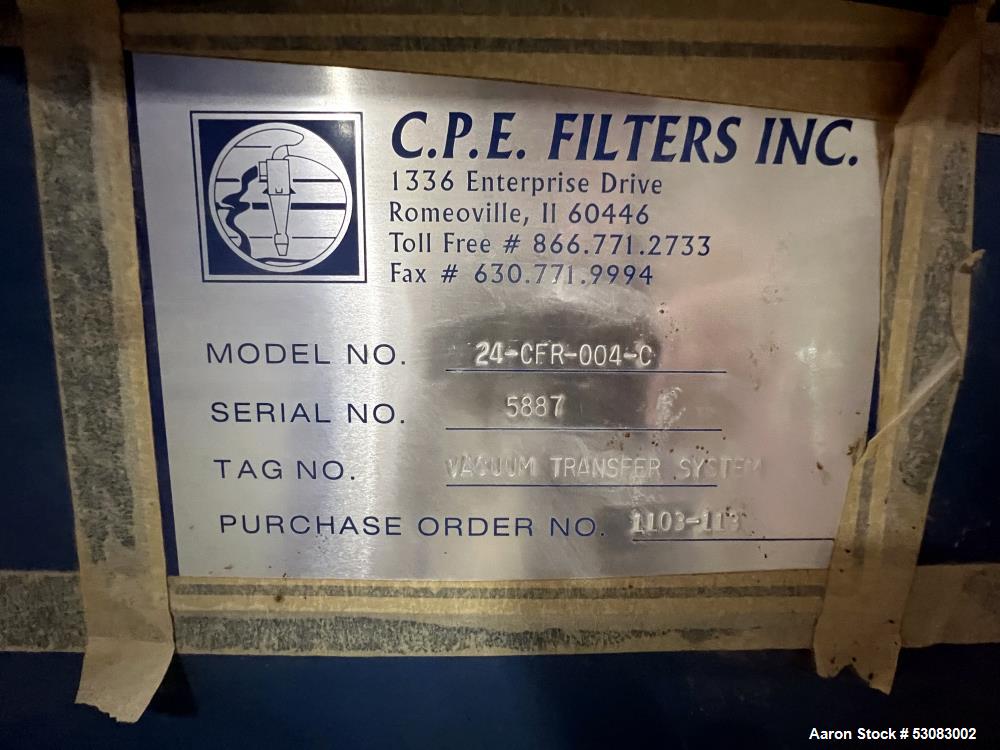 C.P.E. FILTERS INC.
1336 Enterprise Drive
Romeoville, Il 60446
Toll Free # 866.771.2733
Fax # 630.771.9994
MODEL NO. 24-CFR-004-C
SERIAL NO. 5887
TAG NO. VACUUM TRANSFER SYSTEM
PURCHASE ORDER NO.
Aaron Stock # 53083002